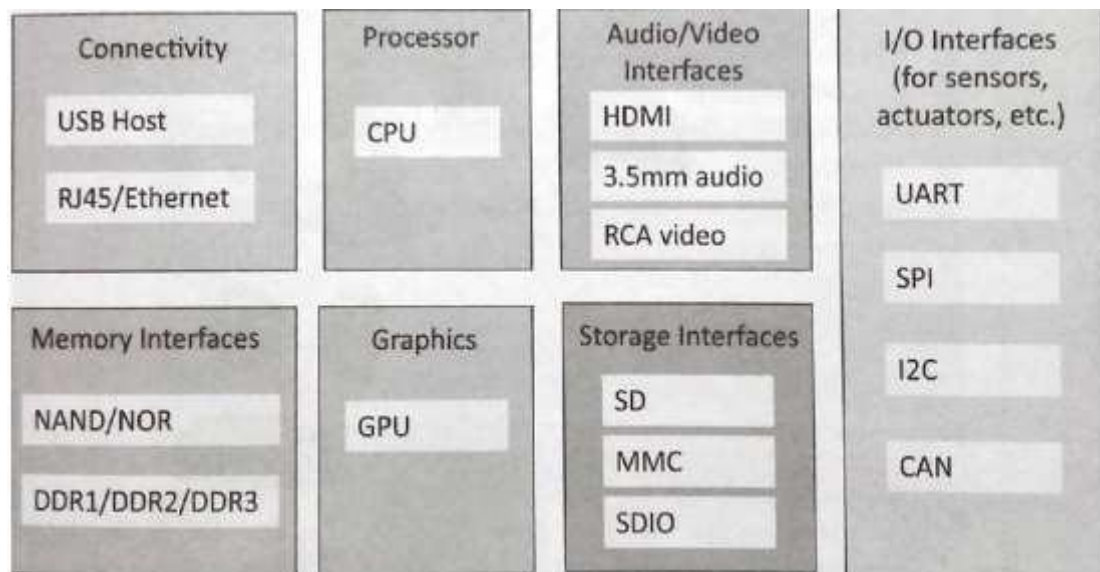 Connectivity
USB Host
RJ45/Ethernet
Processor
CPU
Audio/Video
Interfaces
HDMI
3.5mm audio
RCA video
I/O Interfaces
(for sensors,
actuators, etc.)
UART
SPI
I2C
CAN
Memory Interfaces
NAND/NOR
DDR1/DDR2/DDR3
Graphics
GPU
Storage Interfaces
SD
MMC
SDIO